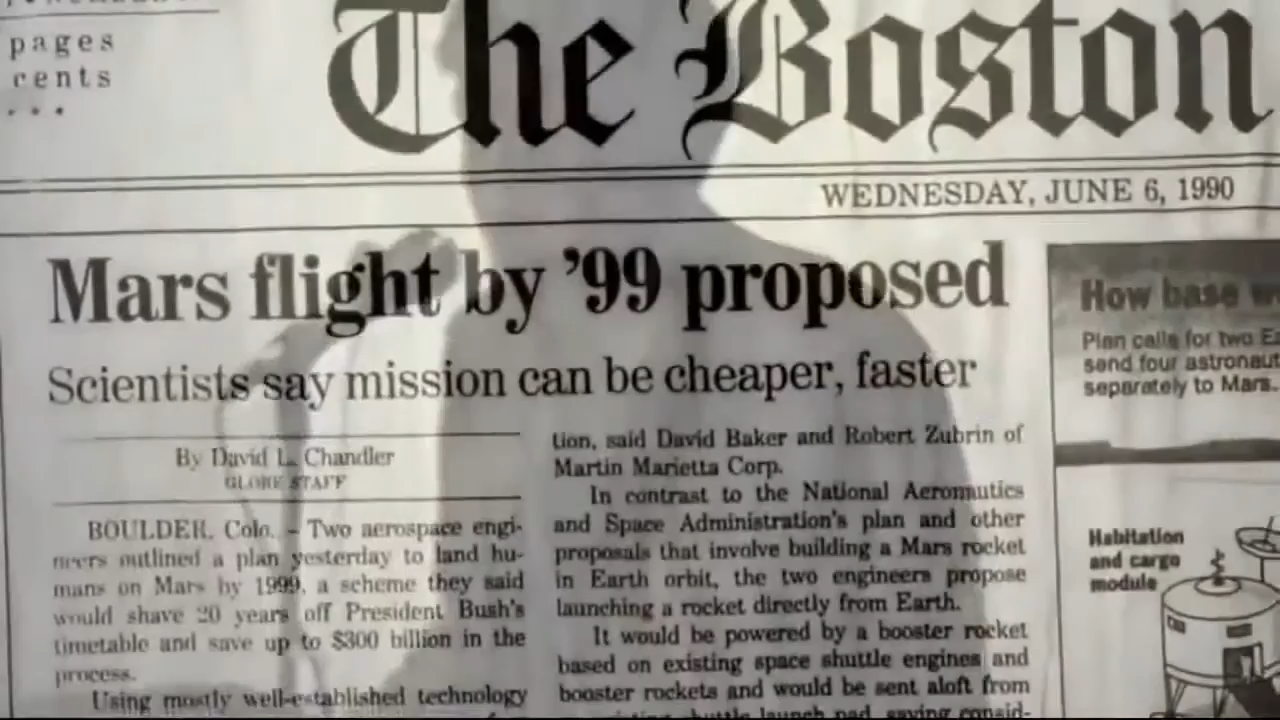 pages
cents
...
The Boston
WEDNESDAY, JUNE 6, 1990
Mars flight by '99 proposed
Scientists say mission can be cheaper, faster
By David L. Chandler
GLOBE STAFF
BOULDER, Colo. – Two aerospace engi-
neers outlined a plan yesterday to land hu-
mans on Mars by 1999, a scheme they said
would shave 20 years off President Bush's
timetable and save up to $300 billion in the
process.
Using mostly well-established technology
tion, said David Baker and Robert Zubrin of
Martin Marietta Corp.
In contrast to the National Aeronautics
and Space Administration's plan and other
proposals that involve building a Mars rocket
in Earth orbit, the two engineers propose
launching a rocket directly from Earth.
It would be powered by a booster rocket
based on existing space shuttle engines and
booster rockets and would be sent aloft from
shuttle launch pad, saving consid-
How base
Plan calls for two
send four astronaut
separately to Mars.
Habitation
and cargo
module